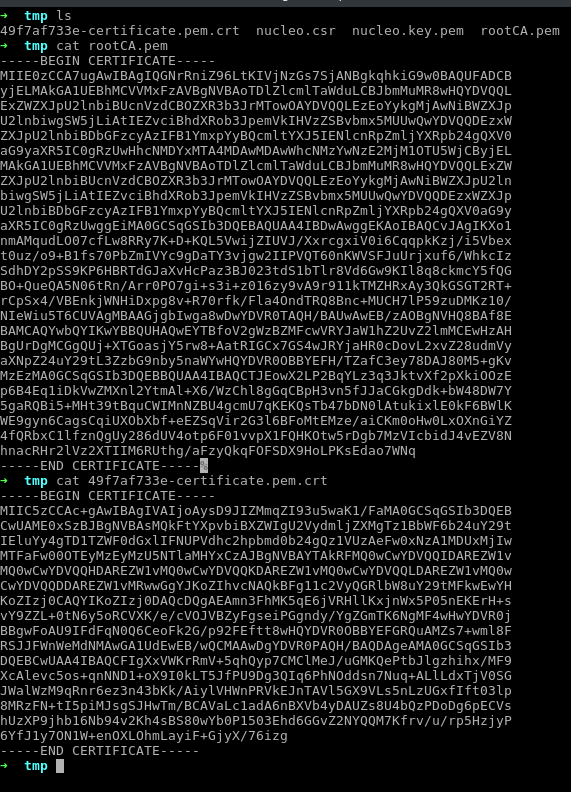 ➜  tmp ls
49f7af733e-certificate.pem.crt  nucleo.csr  nucleo.key.pem  rootCA.pem
➜  tmp cat rootCA.pem
-----BEGIN CERTIFICATE-----
MIIE0zCCA7ugAwIBAgIQGNrRniZ96LtKIVjNzGs7SjANBgkqhkiG9w0BAQUFADCB
yjELMAkGA1UEBhMCVVMxFzAVBgNVBAoTDlZlcmlTaWduLCBJbmMuMR8wHQYDVQQL
ExZWZXJpU2lnbiBUcnVzdCBOZXR3b3JrMTowOAYDVQQLEzEoYykgMjAwNiBWZXJp
U2lnbiwgSW5jLiAtIEZvciBhdXRob3JpemVkIHVzZSBvbmx5MUUwQwYDVQQDEzxW
ZXJpU2lnbiBDbGFzcyAzIFB1YmxpYyBQcmltYXJ5IENlcnRpZmljYXRpb24gQXV0
aG9yaXR5IC0gRzUwHhcNMDYxMTA4MDAwMDAwWhcNMzYwNzE2MjM1OTU5WjCByjEL
MAkGA1UEBhMCVVMxFzAVBgNVBAoTDlZlcmlTaWduLCBJbmMuMR8wHQYDVQQLExZW
ZXJpU2lnbiBUcnVzdCBOZXR3b3JrMTowOAYDVQQLEzEoYykgMjAwNiBWZXJpU2ln
biwgSW5jLiAtIEZvciBhdXRob3JpemVkIHVzZSBvbmx5MUUwQwYDVQQDEzxWZXJp
U2lnbiBDbGFzcyAzIFB1YmxpYyBQcmltYXJ5IENlcnRpZmljYXRpb24gQXV0aG9y
aXR5IC0gRzUwggEiMA0GCSqGSIb3DQEBAQUAA4IBDwAwggEKAoIBAQCvJAgIKXo1
nmAMqudLO07cfLw8RRy7K+D+KQL5VwijZIUVJ/XxrcgxiV0i6CqqpkKzj/i5Vbex
t0uz/o9+B1fs70PbZmIVYc9gDaTY3vjgw2IIPVQT60nKWVSFJuUrjxuf6/WhkcIz
SdhDY2pSS9KP6HBRTdGJaXvHcPaz3BJ023tdS1bTlr8Vd6Gw9KIl8q8ckmcY5fQG
BO+QueQA5N06tRn/Arr0PO7gi+s3i+z016zy9vA9r911kTMZHRxAy3QkGSGT2RT+
rCpSx4/VBEnkjWNHiDxpg8v+R70rfk/Fla4OndTRQ8Bnc+MUCH7lP59zuDMKz10/
NIeWiu5T6CUVAgMBAAGjgbIwga8wDwYDVR0TAQH/BAUwAwEB/zAOBgNVHQ8BAf8E
BAMCAQYwbQYIKwYBBQUHAQwEYTBfoV2gWzBZMFcwVRYJaW1hZ2UvZ2lmMCEwHzAH
BgUrDgMCGgQUj+XTGoasjY5rw8+AatRIGCx7GS4wJRYjaHR0cDovL2xvZ28udmVy
aXNpZ24uY29tL3ZzbG9nby5naWYwHQYDVR0OBBYEFH/TZafC3ey78DAJ80M5+gKv
MzEzMA0GCSqGSIb3DQEBBQUAA4IBAQCTJEowX2LP2BqYLz3q3JktvXf2pXkiOOzE
p6B4Eq1iDkVwZMXnl2YtmAl+X6/WzChl8gGqCBpH3vn5fJJaCGkgDdk+bW48DW7Y
5gaRQBi5+MHt39tBquCWIMnNZBU4gcmU7qKEKQsTb47bDN0lAtukixlE0kF6BWlK
WE9gyn6CagsCqiUXObXbf+eEZSqVir2G3l6BFoMtEMze/aiCKm0oHw0LxOXnGiYZ
4fQRbxC1lfznQgUy286dUV4otp6F01vvpX1FQHKOtw5rDgb7MzVIcbidJ4vEZV8N
hnacRHr2lVz2XTIIM6RUthg/aFzyQkqFOFSDX9HoLPKsEdao7WNq
-----END CERTIFICATE-----%
➜  tmp cat 49f7af733e-certificate.pem.crt
-----BEGIN CERTIFICATE-----
MIIC5zCCAc+gAwIBAgIVAIjoAysD9JIZMmqZI93u5waK1/FaMA0GCSqGSIb3DQEB
CwUAME0xSzBJBgNVBAsMQkFtYXpvbiBXZWIgU2VydmljZXMgTz1BbWF6b24uY29t
IEluYy4gTD1TZWF0dGxlIFNUPVdhc2hpbmd0b24gQz1VUzAeFw0xNzA1MDUxMjIw
MTFaFw00OTEyMzEyMzU5NTlaMHYxCzAJBgNVBAYTAkRFMQ0wCwYDVQQIDAREZW1v
MQ0wCwYDVQQHDAREZW1vMQ0wCwYDVQQKDAREZW1vMQ0wCwYDVQQLDAREZW1vMQ0w
CwYDVQQDDAREZW1vMRwwGgYJKoZIhvcNAQkBFg11c2VyQGRlbW8uY29tMFkwEwYH
KoZIzj0CAQYIKoZIzj0DAQcDQgAEAmn3FhMK5qE6jVRHllKxjnWx5P05nEKErH+s
vY9ZZL+0tN6y5oRCVXK/e/cVOJVBZyFgseiPGgndy/YgZGmTK6NgMF4wHwYDVR0j
BBgwFoAU9IFdFqN0Q6CeoFk2G/p92FEftt8wHQYDVR0OBBYEFGRQuAMZs7+wml8F
RSJJFWnWeMdNMAwGA1UdEwEB/wQCMAAwDgYDVR0PAQH/BAQDAgeAMA0GCSqGSIb3
DQEBCwUAA4IBAQCFIgXxVWKrRmV+5qhQyp7CMClMeJ/uGMKQePtbJlgzhihx/MF9
XcAlevc5os+qnNND1+oX9I0kLT5JfPU9Dg3QIq6PhNOddsn7Nuq+ALlLdxTjV0SG
JWalWzM9qRnr6ez3n43bKk/AiylVHWnPRVkEJnTAVl5GX9VLs5nLzUGxfIft03lp
8MRzFN+tI5piMJsgSJHwTm/BCAVaLc1adA6nBXVb4yDAUZs8U4bQzPDoDg6pECVs
hUzXP9jhb16Nb94v2Kh4sBS80wYb0P1503Ehd6GGvZ2NYQQM7Kfrv/u/rp5HzjyP
6YfJ1y7ON1W+enOXLOhmLayiF+GjyX/76izg
-----END CERTIFICATE-----
➜  tmp